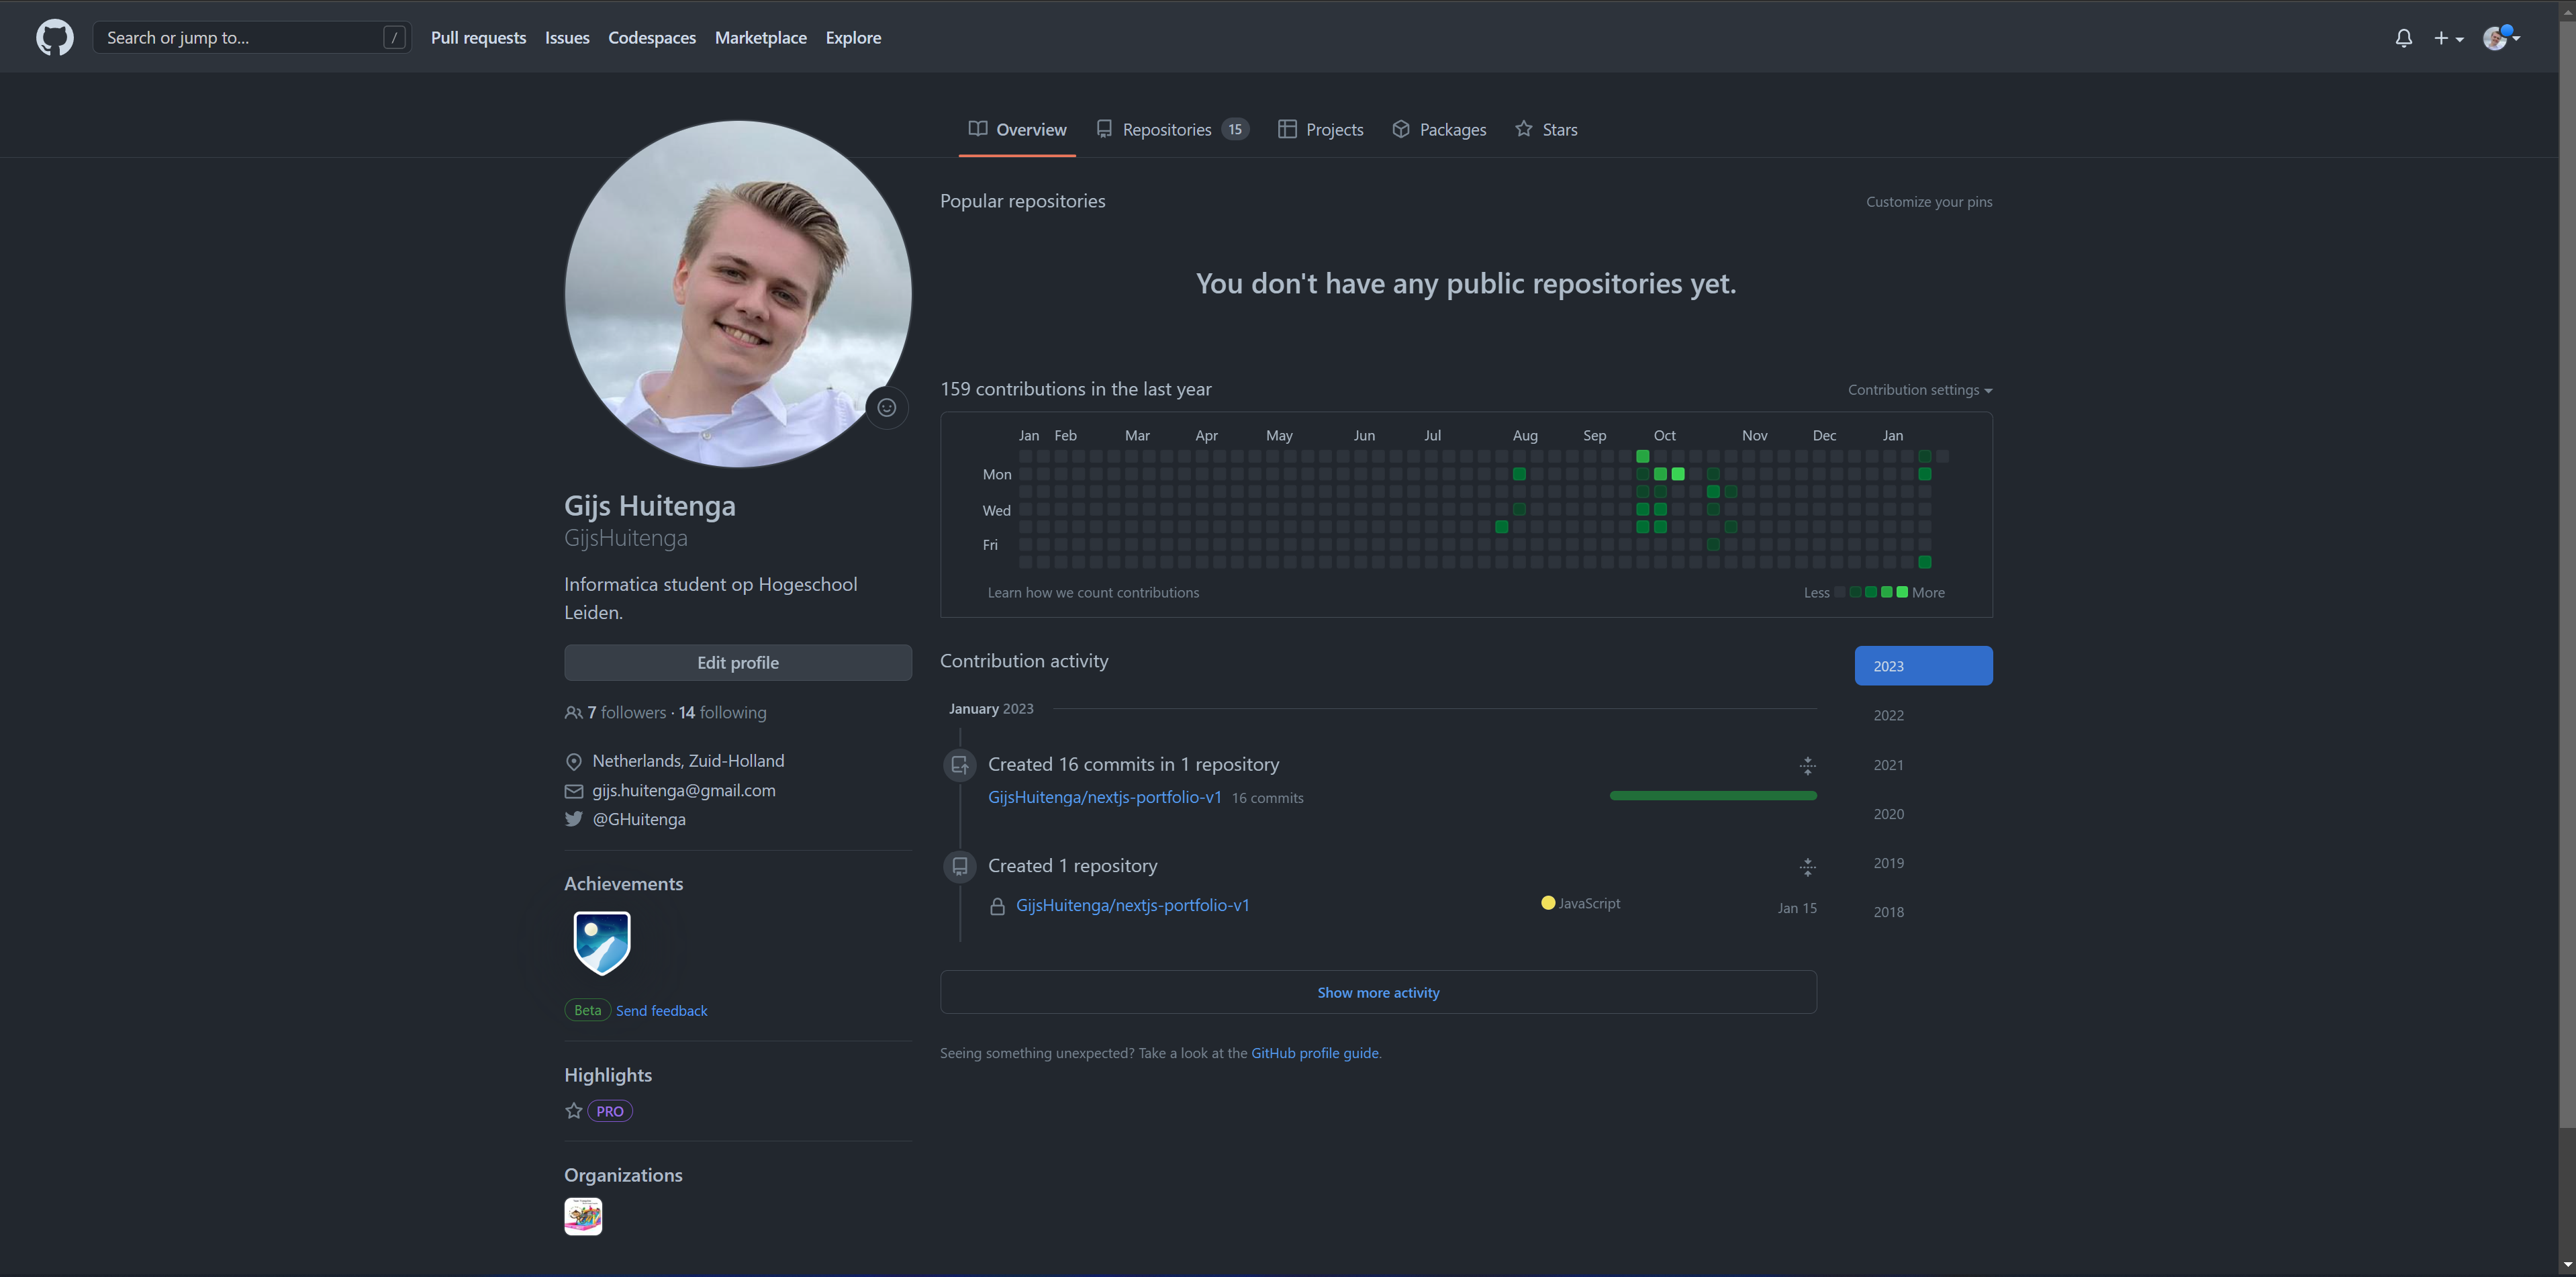 Search or jump to...
/
Pull requests
Issues
Codespaces
Marketplace
Explore
Overview
Repositories 15
Projects
Packages
Stars
Gijs Huitenga
GijsHuitenga
Informatica student op Hogeschool
Leiden.
Edit profile
7 followers · 14 following
Netherlands, Zuid-Holland
gijs.huitenga@gmail.com
@GHuitenga
Achievements
Beta Send feedback
Highlights
PRO
Organizations
Popular repositories
Customize your pins
You don't have any public repositories yet.
159 contributions in the last year
Contribution settings
Jan Feb Mar Apr May Jun Jul Aug Sep Oct Nov Dec Jan
Mon
Wed
Fri
Learn how we count contributions
Less More
Contribution activity
January 2023
Created 16 commits in 1 repository
GijsHuitenga/nextjs-portfolio-v1 16 commits
Created 1 repository
GijsHuitenga/nextjs-portfolio-v1 JavaScript Jan 15
Show more activity
Seeing something unexpected? Take a look at the GitHub profile guide.
2023
2022
2021
2020
2019
2018